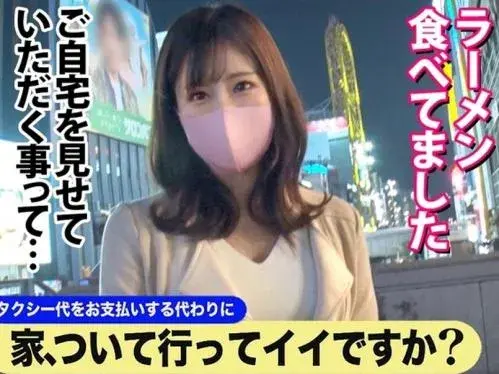 ラーメン
食べてました
ご自宅を見せて
いただく事って…
タクシー代をお支払いする代わりに
家、ついて行ってイイですか?